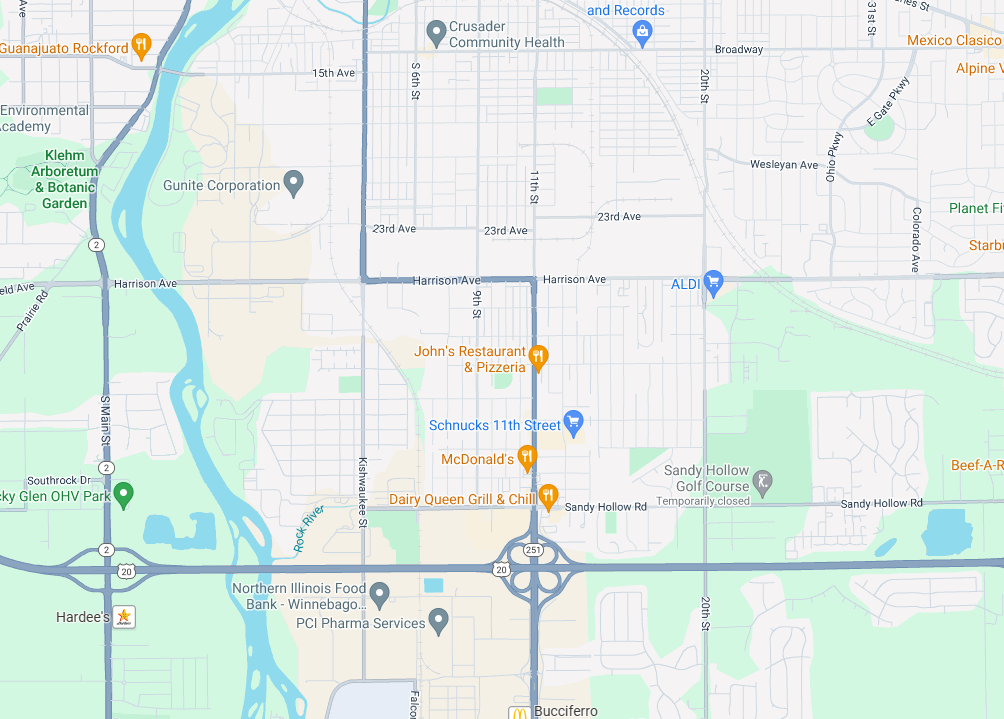 and Records
31st St
Charles St
Crusader
Community Health
Guanajuato Rockford
Broadway
Mexico Clasico
15th Ave
S 6th St
20th St
Alpine V
E Gate Pkwy
Environmental
Academy
Klehm
Arboretum
& Botanic
Garden
Ohio Pkwy
Wesleyan Ave
Gunite Corporation
11th St
Planet Fi
23rd Ave
23rd Ave
23rd Ave
Colorado Ave
Starbu
2
Harrison Ave
Harrison Ave
Harrison Ave
ALDI
eld Ave
Prairie Rd
9th St
John's Restaurant
& Pizzeria
S Main St
Schnucks 11th Street
McDonald's
Kishwaukee St
2
Sandy Hollow
Golf Course
Temporarily closed
Beef-A-R
Southrock Dr
cky Glen OHV Park
Dairy Queen Grill & Chill
Sandy Hollow Rd
Sandy Hollow Rd
Rock River
2
251
20
20
Northern Illinois Food
Bank - Winnebago...
Hardee's
PCI Pharma Services
20th St
Falco
Bucciferro